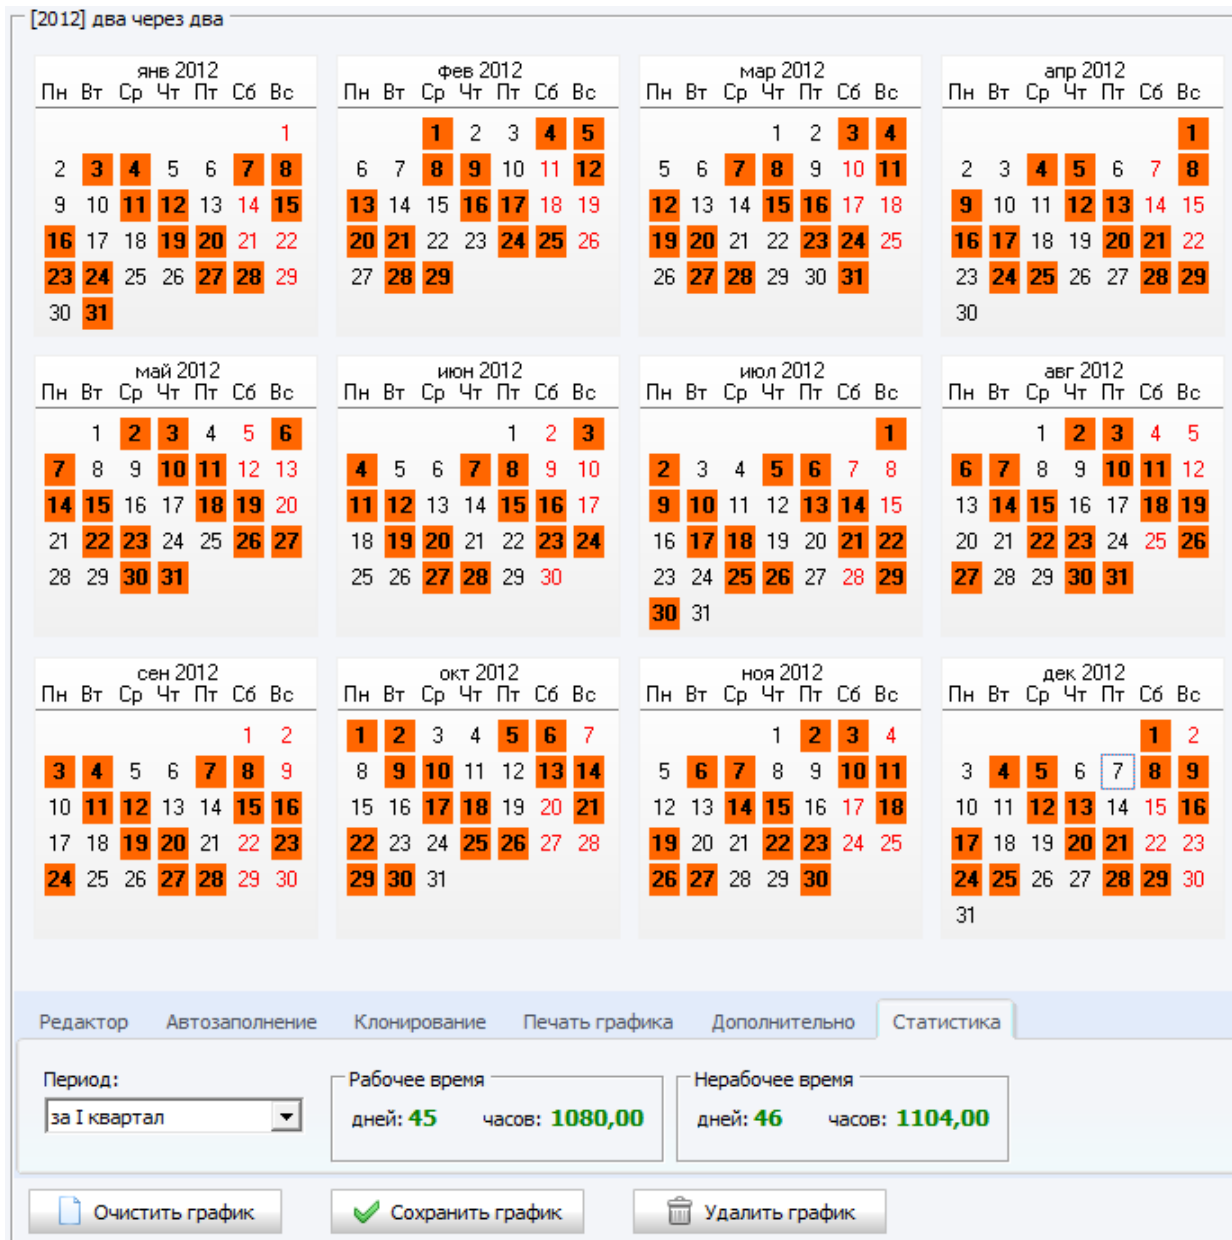 [2012] два через два
янв 2012 фев 2012 мар 2012 апр 2012
Пн Вт Ср Чт Пт Сб Вс Пн Вт Ср Чт Пт Сб Вс Пн Вт Ср Чт Пт Сб Вс Пн Вт Ср Чт Пт Сб Вс
1 1 2 3 4 5 1 2 3 4 1
2 3 4 5 6 7 8 6 7 8 9 10 11 12 5 6 7 8 9 10 11 2 3 4 5 6 7 8
9 10 11 12 13 14 15 13 14 15 16 17 18 19 12 13 14 15 16 17 18 9 10 11 12 13 14 15
16 17 18 19 20 21 22 20 21 22 23 24 25 26 19 20 21 22 23 24 25 16 17 18 19 20 21 22
23 24 25 26 27 28 29 27 28 29 26 27 28 29 30 31 23 24 25 26 27 28 29
30 31 30
май 2012 июн 2012 июл 2012 авг 2012
Пн Вт Ср Чт Пт Сб Вс Пн Вт Ср Чт Пт Сб Вс Пн Вт Ср Чт Пт Сб Вс Пн Вт Ср Чт Пт Сб Вс
1 2 3 4 5 6 1 2 3 1 1 2 3 4 5
7 8 9 10 11 12 13 4 5 6 7 8 9 10 2 3 4 5 6 7 8 6 7 8 9 10 11 12
14 15 16 17 18 19 20 11 12 13 14 15 16 17 9 10 11 12 13 14 15 13 14 15 16 17 18 19
21 22 23 24 25 26 27 18 19 20 21 22 23 24 16 17 18 19 20 21 22 20 21 22 23 24 25 26
28 29 30 31 25 26 27 28 29 30 23 24 25 26 27 28 29 27 28 29 30 31
30 31
сен 2012 окт 2012 ноя 2012 дек 2012
Пн Вт Ср Чт Пт Сб Вс Пн Вт Ср Чт Пт Сб Вс Пн Вт Ср Чт Пт Сб Вс Пн Вт Ср Чт Пт Сб Вс
1 2 1 2 3 4 5 6 7 1 2 3 4 1 2
3 4 5 6 7 8 9 8 9 10 11 12 13 14 5 6 7 8 9 10 11 3 4 5 6 7 8 9
10 11 12 13 14 15 16 15 16 17 18 19 20 21 12 13 14 15 16 17 18 10 11 12 13 14 15 16
17 18 19 20 21 22 23 22 23 24 25 26 27 28 19 20 21 22 23 24 25 17 18 19 20 21 22 23
24 25 26 27 28 29 30 29 30 31 26 27 28 29 30 24 25 26 27 28 29 30
31
Редактор Автозаполнение Клонирование Печать графика Дополнительно Статистика
Период: Рабочее время Нерабочее время
за I квартал дней: 45 часов: 1080,00 дней: 46 часов: 1104,00
Очистить график Сохранить график Удалить график